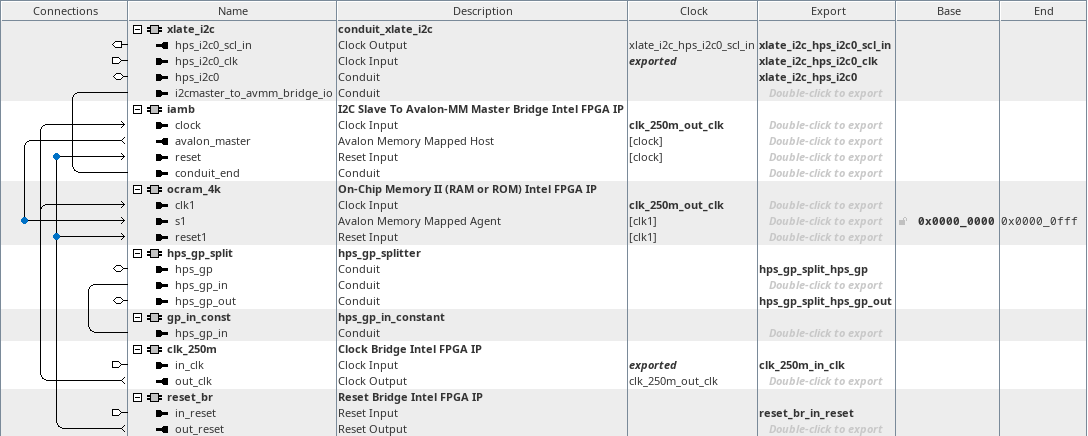 Connections Name Description Clock Export Base End
xlate_i2c conduit_xlate_i2c
hps_i2c0_scl_in Clock Output xlate_i2c_hps_i2c0_scl_in xlate_i2c_hps_i2c0_scl_in
hps_i2c0_clk Clock Input exported xlate_i2c_hps_i2c0_clk
hps_i2c0 Conduit xlate_i2c_hps_i2c0
i2cmaster_to_avmm_bridge_io Conduit Double-click to export
iamb I2C Slave To Avalon-MM Master Bridge Intel FPGA IP
clock Clock Input clk_250m_out_clk Double-click to export
avalon_master Avalon Memory Mapped Host [clock] Double-click to export
reset Reset Input [clock] Double-click to export
conduit_end Conduit Double-click to export
ocram_4k On-Chip Memory II (RAM or ROM) Intel FPGA IP
clk1 Clock Input clk_250m_out_clk Double-click to export
s1 Avalon Memory Mapped Agent [clk1] Double-click to export 0x0000_0000 0x0000_0fff
reset1 Reset Input [clk1] Double-click to export
hps_gp_split hps_gp_splitter
hps_gp Conduit hps_gp_split_hps_gp
hps_gp_in Conduit Double-click to export
hps_gp_out Conduit hps_gp_split_hps_gp_out
gp_in_const hps_gp_in_constant
hps_gp_in Conduit Double-click to export
clk_250m Clock Bridge Intel FPGA IP
in_clk Clock Input exported clk_250m_in_clk
out_clk Clock Output clk_250m_out_clk Double-click to export
reset_br Reset Bridge Intel FPGA IP
in_reset Reset Input reset_br_in_reset
out_reset Reset Output Double-click to export